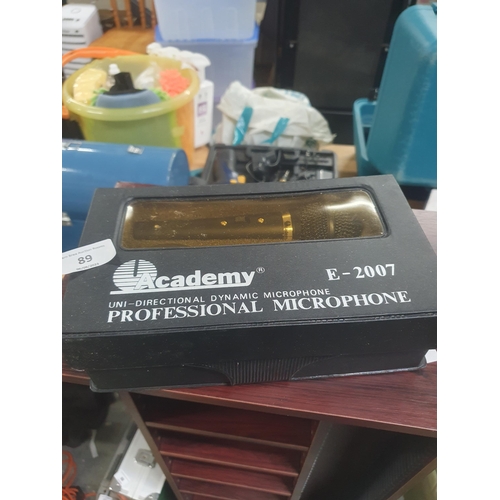 89
Academy®
E-2007
UNI-DIRECTIONAL DYNAMIC MICROPHONE
PROFESSIONAL MICROPHONE